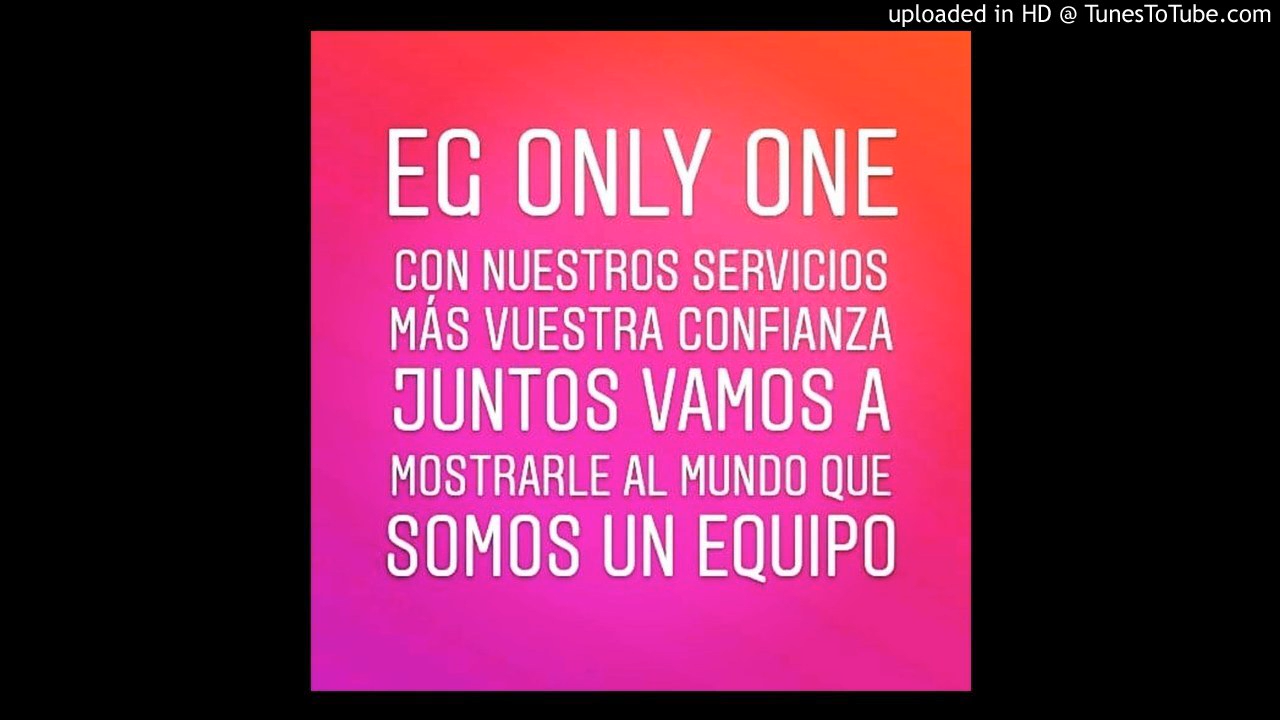 uploaded in HD @ TunesToTube.com
EG ONLY ONE
CON NUESTROS SERVICIOS
MÁS VUESTRA CONFIANZA
JUNTOS VAMOS A
MOSTRARLE AL MUNDO QUE
SOMOS UN EQUIPO